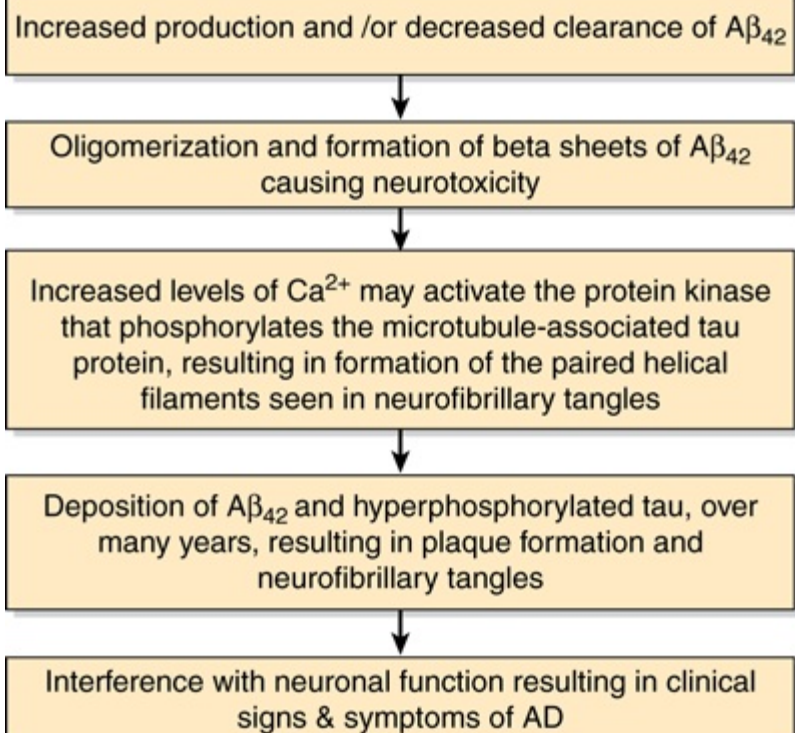 Increased production and /or decreased clearance of Aβ₄₂
Oligomerization and formation of beta sheets of Aβ₄₂
causing neurotoxicity
Increased levels of Ca²⁺ may activate the protein kinase
that phosphorylates the microtubule-associated tau
protein, resulting in formation of the paired helical
filaments seen in neurofibrillary tangles
Deposition of Aβ₄₂ and hyperphosphorylated tau, over
many years, resulting in plaque formation and
neurofibrillary tangles
Interference with neuronal function resulting in clinical
signs & symptoms of AD